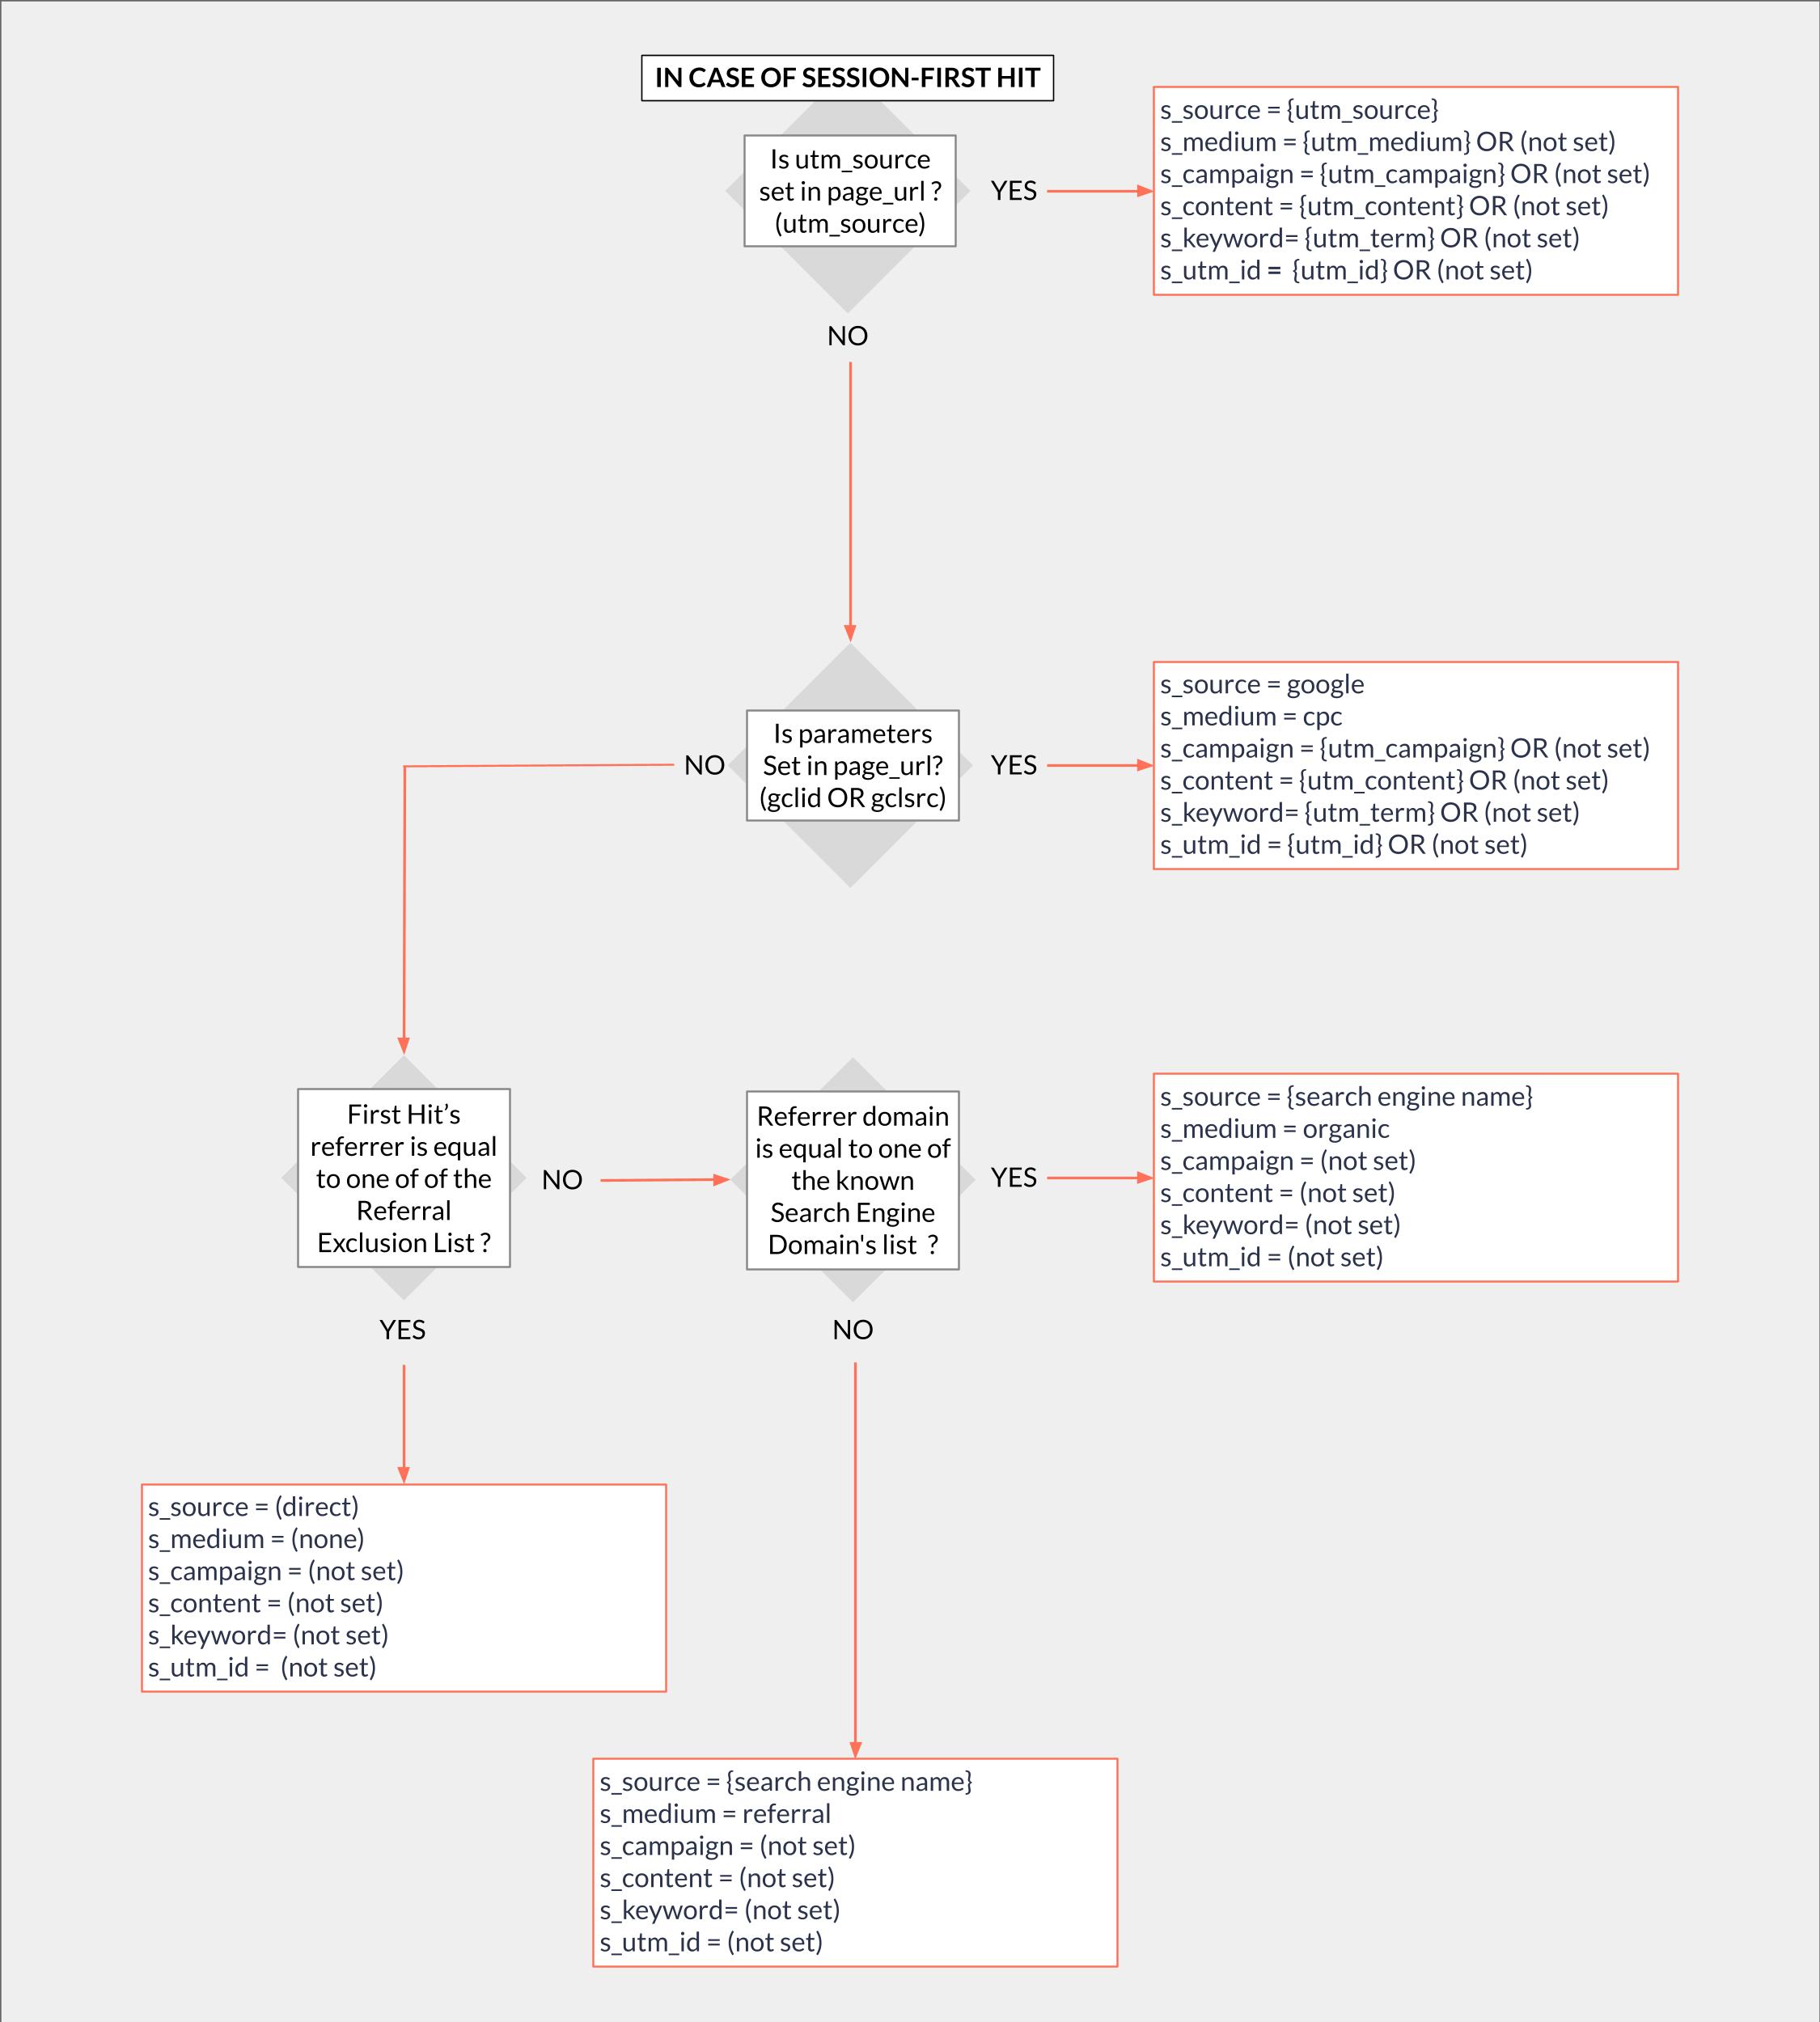 IN CASE OF SESSION-FIRST HIT
Is utm_source
set in page_url ?
(utm_source)
YES
s_source = {utm_source}
s_medium = {utm_medium} OR (not set)
s_campaign = {utm_campaign} OR (not set)
s_content = {utm_content} OR (not set)
s_keyword= {utm_term} OR (not set)
s_utm_id =  {utm_id} OR (not set)
NO
Is parameters
Set in page_url?
(gclid OR gclsrc)
NO
YES
s_source = google
s_medium = cpc
s_campaign = {utm_campaign} OR (not set)
s_content = {utm_content} OR (not set)
s_keyword= {utm_term} OR (not set)
s_utm_id = {utm_id} OR (not set)
First Hit’s
referrer is equal
to one of of the
Referral
Exclusion List ?
NO
Referrer domain
is equal to one of
the known
Search Engine
Domain's list  ?
YES
s_source = {search engine name}
s_medium = organic
s_campaign = (not set)
s_content = (not set)
s_keyword= (not set)
s_utm_id = (not set)
YES
NO
s_source = (direct)
s_medium = (none)
s_campaign = (not set)
s_content = (not set)
s_keyword= (not set)
s_utm_id =  (not set)
s_source = {search engine name}
s_medium = referral
s_campaign = (not set)
s_content = (not set)
s_keyword= (not set)
s_utm_id = (not set)